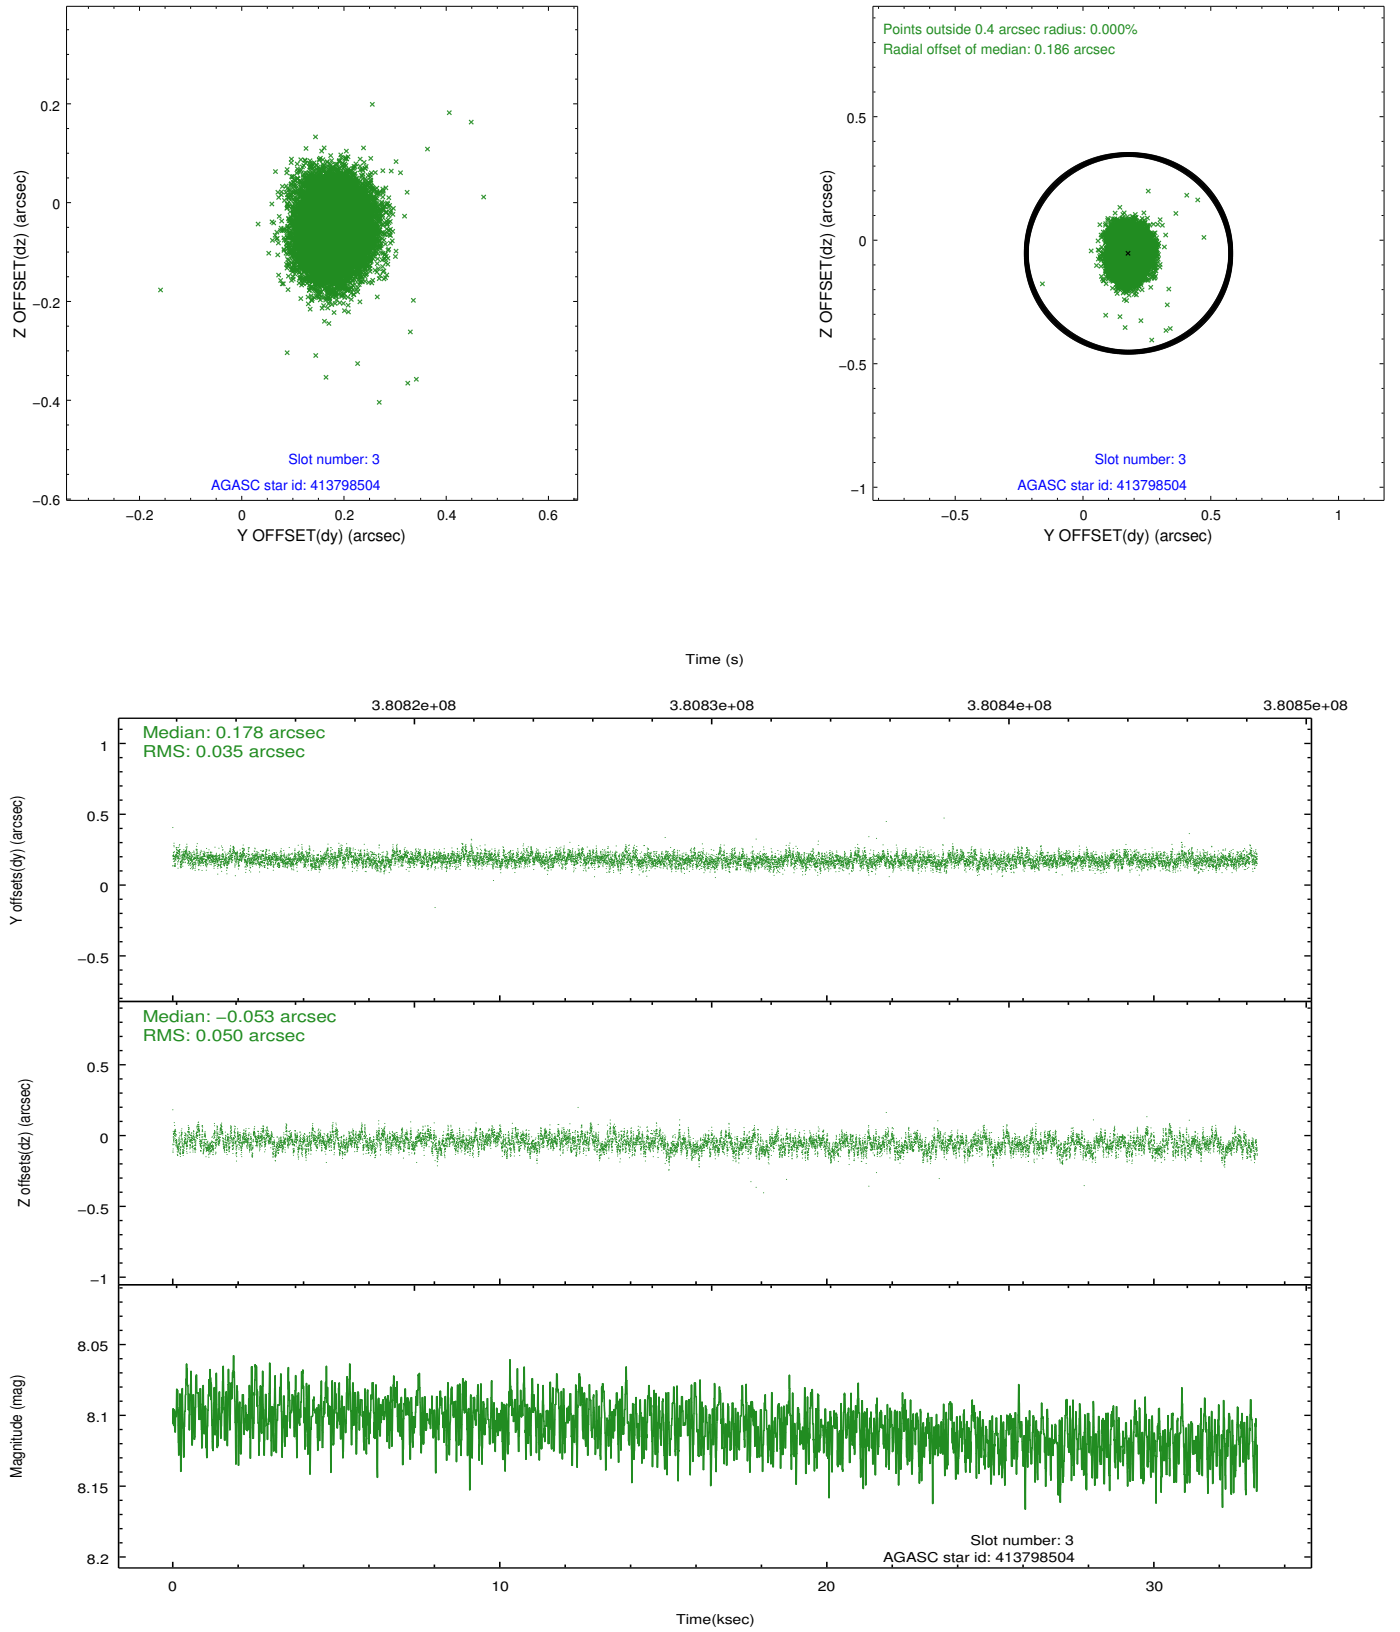 0.2
0
−0.2
−0.4
−0.6
Z OFFSET(dz) (arcsec)
Slot number: 3
AGASC star id: 413798504
−0.2
0
0.2
0.4
0.6
Y OFFSET(dy) (arcsec)
Points outside 0.4 arcsec radius: 0.000%
Radial offset of median: 0.186 arcsec
0.5
0
−0.5
−1
Z OFFSET(dz) (arcsec)
Slot number: 3
AGASC star id: 413798504
−0.5
0
0.5
1
Y OFFSET(dy) (arcsec)
Time (s)
3.8082e+08
3.8083e+08
3.8084e+08
3.8085e+08
Median: 0.178 arcsec
RMS: 0.035 arcsec
1
0.5
0
−0.5
Y offsets(dy) (arcsec)
Median: −0.053 arcsec
RMS: 0.050 arcsec
0.5
0
−0.5
−1
Z offsets(dz) (arcsec)
8.05
8.1
8.15
8.2
Magnitude (mag)
Slot number: 3
AGASC star id: 413798504
0
10
20
30
Time(ksec)